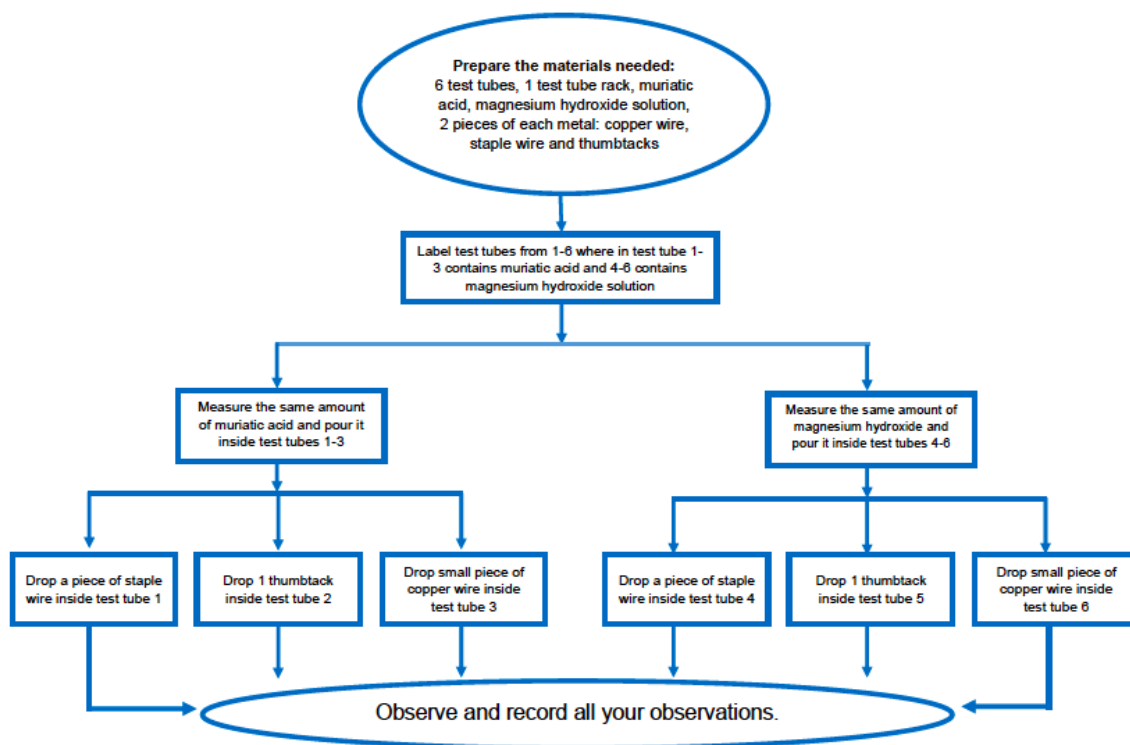 Prepare the materials needed:
6 test tubes, 1 test tube rack, muriatic
acid, magnesium hydroxide solution,
2 pieces of each metal: copper wire,
staple wire and thumbtacks
Label test tubes from 1-6 where in test tube 1-
3 contains muriatic acid and 4-6 contains
magnesium hydroxide solution
Measure the same amount
of muriatic acid and pour it
inside test tubes 1-3
Measure the same amount of
magnesium hydroxide and
pour it inside test tubes 4-6
Drop a piece of staple
wire inside test tube 1
Drop 1 thumbtack
inside test tube 2
Drop small piece of
copper wire inside
test tube 3
Drop a piece of staple
wire inside test tube 4
Drop 1 thumbtack
inside test tube 5
Drop small piece of
copper wire inside
test tube 6
Observe and record all your observations.